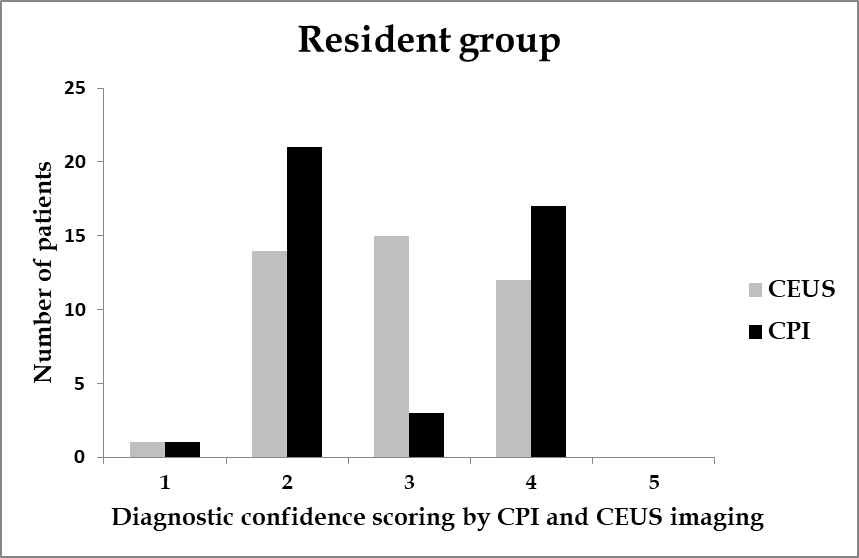 Resident group
25
20
15
10
5
0
Number of patients
1 2 3 4 5
Diagnostic confidence scoring by CPI and CEUS imaging
CEUS
CPI